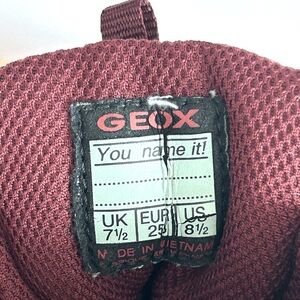 GEOX
You name it!
UK EUR US
7½ 25 8½
MADE IN VIETNAM